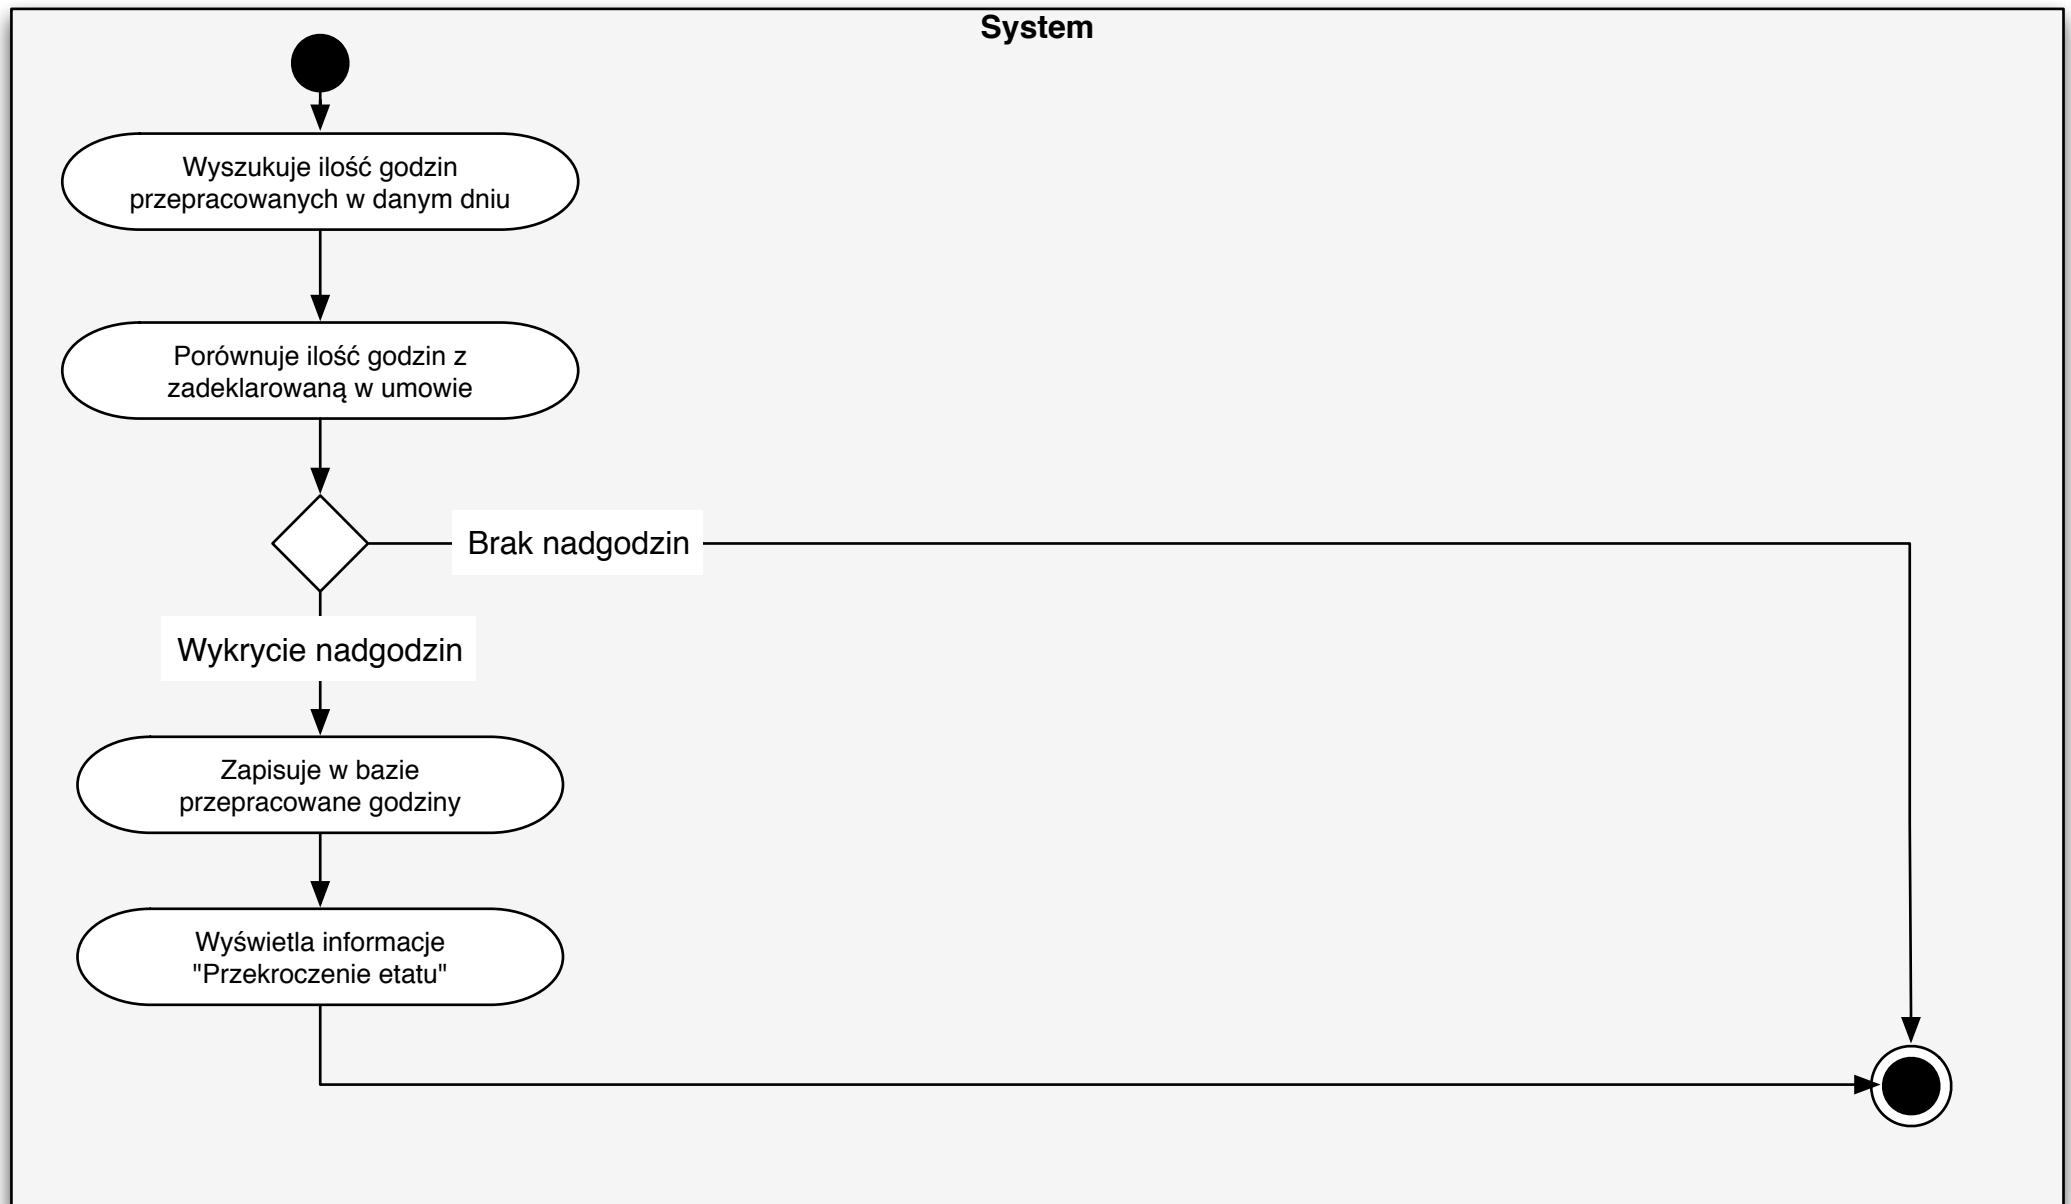 System
Wyszukuje ilość godzin
przepracowanych w danym dniu
Porównuje ilość godzin z
zadeklarowaną w umowie
Brak nadgodzin
Wykrycie nadgodzin
Zapisuje w bazie
przepracowane godziny
Wyświetla informacje
"Przekroczenie etatu"